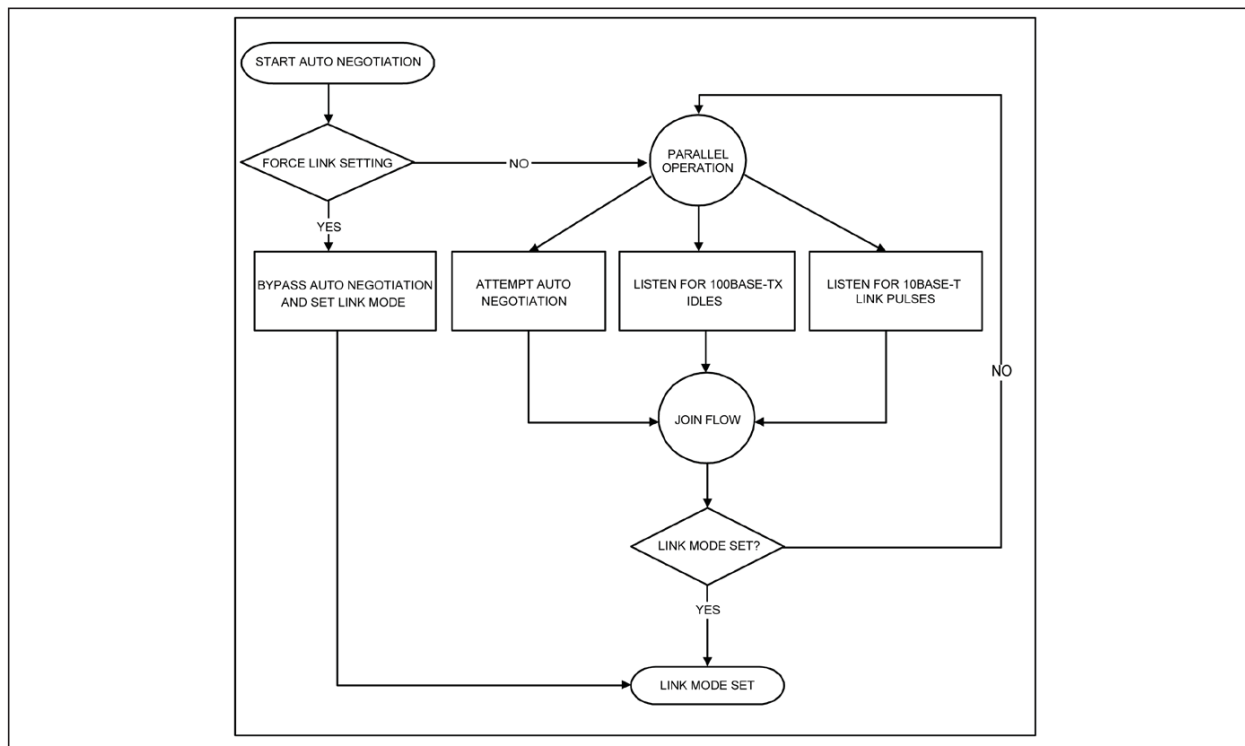 START AUTO NEGOTIATION
FORCE LINK SETTING
NO
PARALLEL
OPERATION
YES
BYPASS AUTO NEGOTIATION
AND SET LINK MODE
ATTEMPT AUTO
NEGOTIATION
LISTEN FOR 100BASE-TX
IDLES
LISTEN FOR 10BASE-T
LINK PULSES
NO
JOIN FLOW
LINK MODE SET?
YES
LINK MODE SET